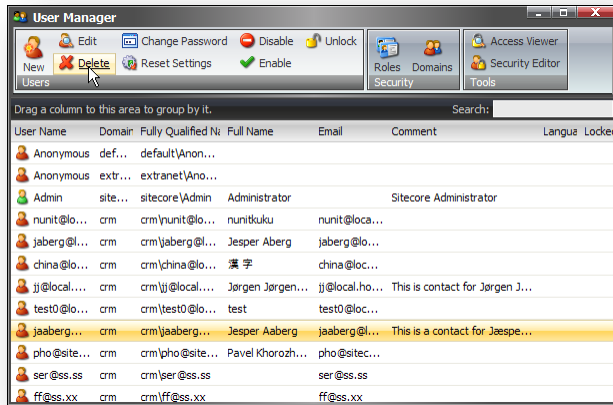 User Manager
New
Edit Change Password Disable Unlock
Delete Reset Settings Enable
Users
Roles Domains
Security
Access Viewer
Security Editor
Tools
Drag a column to this area to group by it. Search:
User Name Domain Fully Qualified Na Full Name Email Comment Langua Locked
Anonymous def... default\Anon...
Anonymous extr... extranet\Ano...
Admin site... sitecore\Admin Administrator Sitecore Administrator
nunit@lo... crm crm\nunit@lo... nunitkuku nunit@loca...
jaberg@l... crm crm\jaberg@l... Jesper Aberg jaberg@lo...
china@lo... crm crm\china@lo... 漢字 china@loc...
jj@local.... crm crm\jj@local.... Jørgen Jørgen... jj@local.ho... This is contact for Jørgen J...
test0@lo... crm crm\test0@lo... test test0@loc...
jaaberg... crm crm\jaaberg... Jesper Aaberg jaaberg@l... This is a contact for Jæspe...
pho@site... crm crm\pho@site... Pavel Khorozh... pho@sitec...
ser@ss.ss crm crm\ser@ss.ss ser@ss.ss
ff@ss.xx crm crm\ff@ss.xx ff@ss.xx